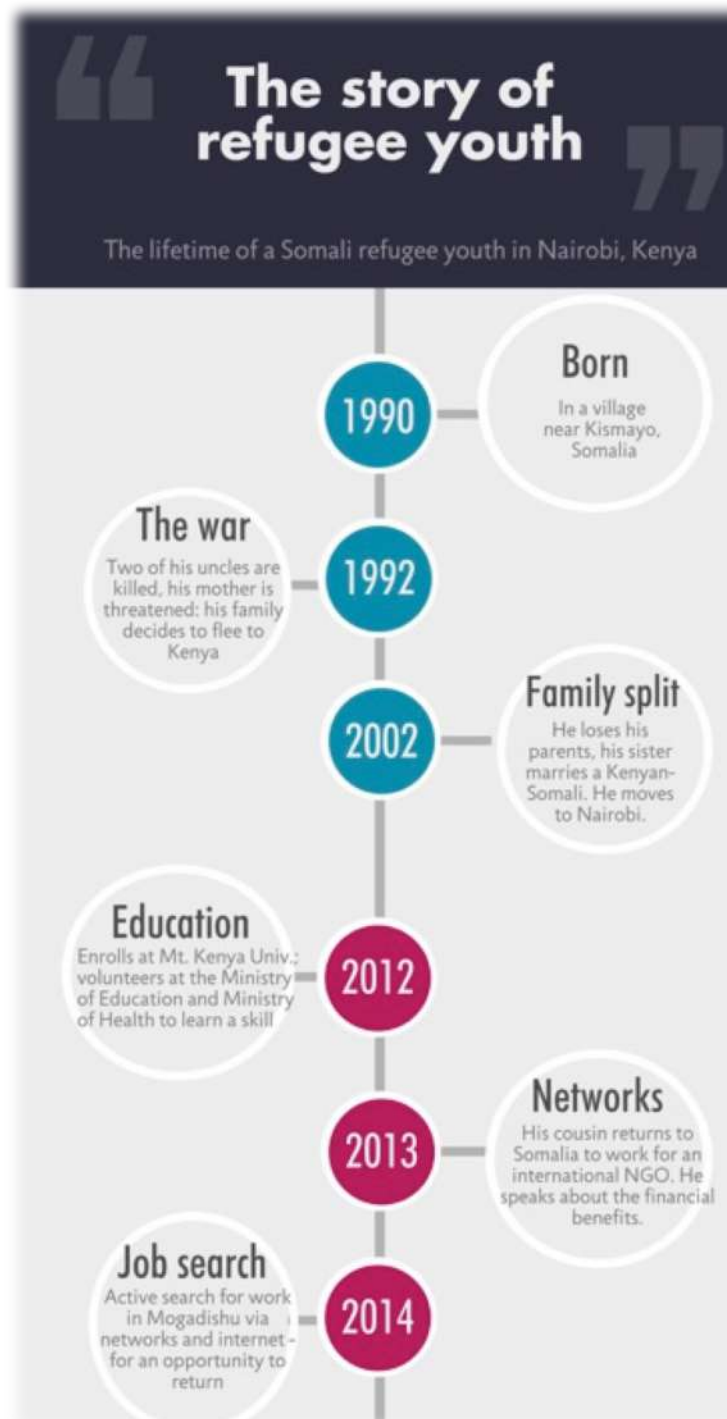 The story of
refugee youth
The lifetime of a Somali refugee youth in Nairobi, Kenya
1990
Born
In a village
near Kismayo,
Somalia
The war
Two of his uncles are
killed, his mother is
threatened: his family
decides to flee to
Kenya
1992
2002
Family split
He loses his
parents, his sister
marries a Kenyan-
Somali. He moves
to Nairobi.
Education
Enrolls at Mt. Kenya Univ.;
volunteers at the Ministry
of Education and Ministry
of Health to learn a skill
2012
2013
Networks
His cousin returns to
Somalia to work for an
international NGO. He
speaks about the financial
benefits.
Job search
Active search for work
in Mogadishu via
networks and internet -
for an opportunity to
return
2014